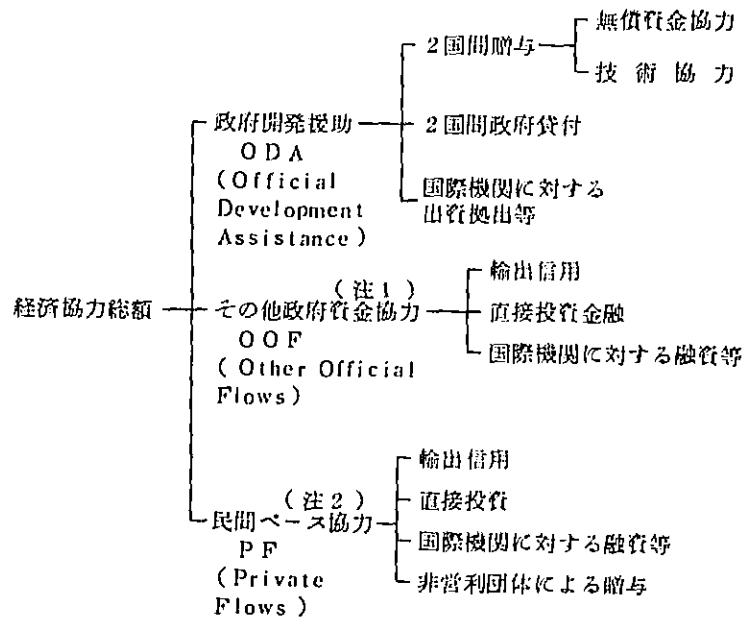 無償資金協力
2国間贈与
技術協力
政府開発援助
2国間政府貸付
ODA
(Official
Development
Assistance)
国際機関に対する
出資拠出等
(注1)
輸出信用
経済協力総額
その他政府資金協力
直接投資金融
OOF
(Other Official
Flows)
国際機関に対する融資等
輸出信用
(注2)
直接投資
民間ベース協力
国際機関に対する融資等
PF
(Private
Flows)
非営利団体による贈与